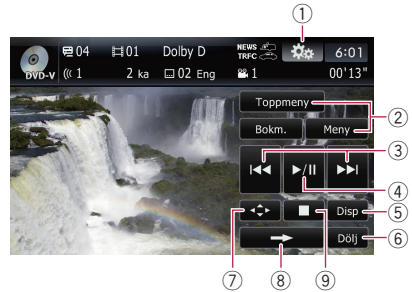 ①
04 01 Dolby D NEWS TRFC 6:01
DVD-V 1 2 ka 02 Eng 1 00'13"
Toppmeny
②
Bokm. Meny
③
④
Disp ⑤
Dölj ⑥
⑦ ⑧ ⑨